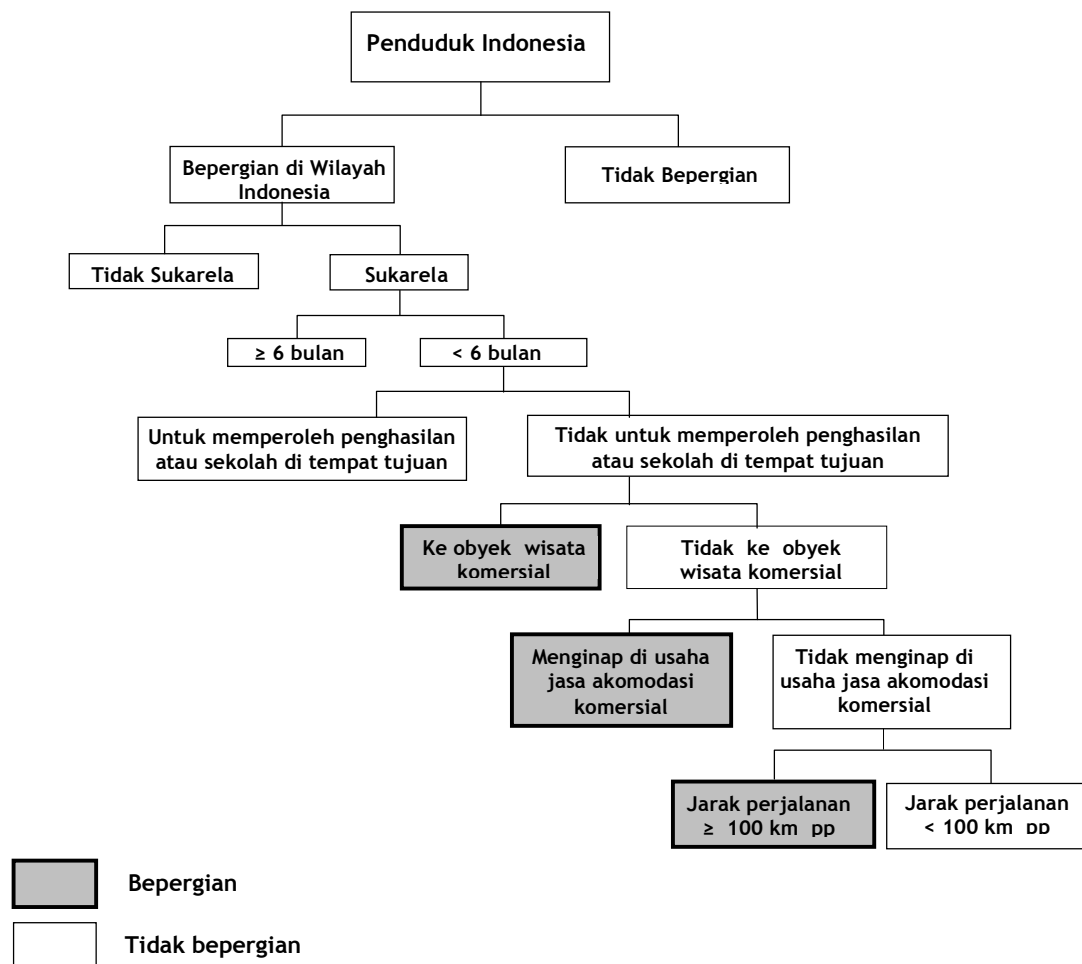 Penduduk Indonesia
Bepergian di Wilayah
Indonesia
Tidak Bepergian
Tidak Sukarela
Sukarela
≥ 6 bulan
< 6 bulan
Untuk memperoleh penghasilan
atau sekolah di tempat tujuan
Tidak untuk memperoleh penghasilan
atau sekolah di tempat tujuan
Ke obyek wisata
komersial
Tidak ke obyek
wisata komersial
Menginap di usaha
jasa akomodasi
komersial
Tidak menginap di
usaha jasa akomodasi
komersial
Jarak perjalanan
≥ 100 km pp
Jarak perjalanan
< 100 km pp
Bepergian
Tidak bepergian